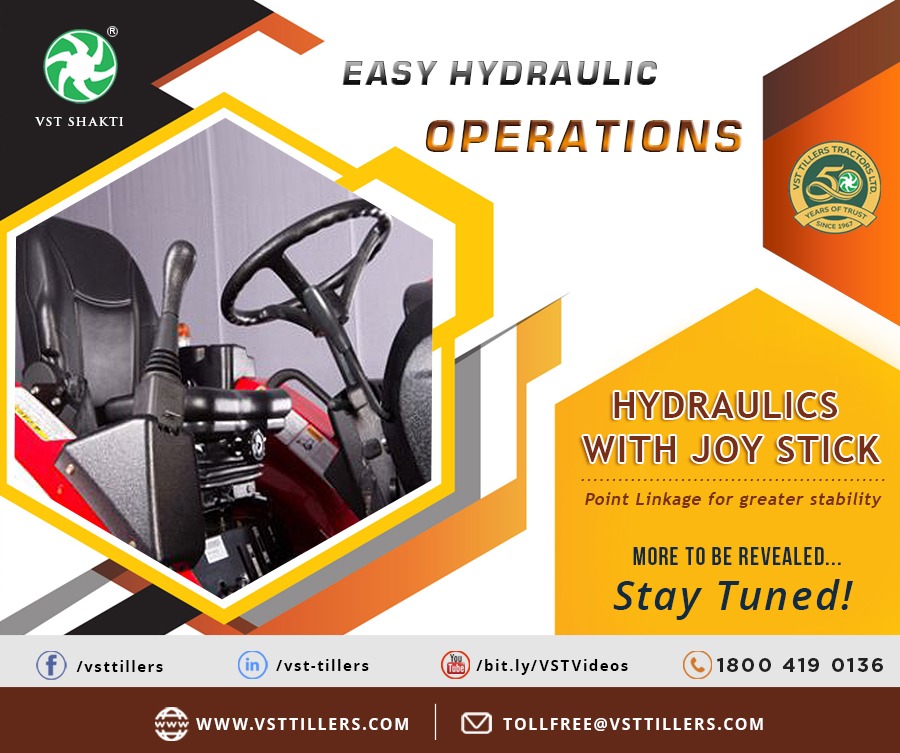 ®
VST SHAKTI
EASY HYDRAULIC
OPERATIONS
VST TILLERS TRACTORS LTD.
50
YEARS OF TRUST
SINCE 1967
HYDRAULICS
WITH JOY STICK
Point Linkage for greater stability
MORE TO BE REVEALED...
Stay Tuned!
/vsttillers
/vst-tillers
You Tube
/bit.ly/VSTVideos
1800 419 0136
WWW.VSTTILLERS.COM
TOLLFREE@VSTTILLERS.COM